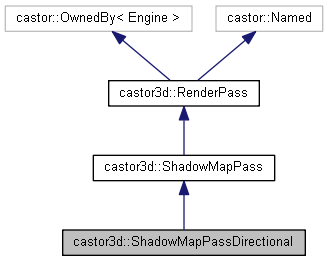 castor::OwnedBy< Engine >
castor::Named
castor3d::RenderPass
castor3d::ShadowMapPass
castor3d::ShadowMapPassDirectional